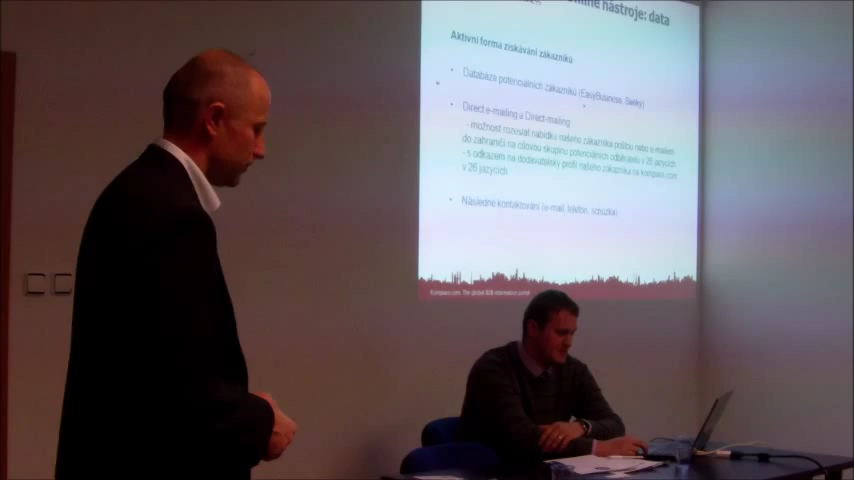 nástroje: data
Aktivní forma získávání zákazníků
• Databáze potenciálních zákazníků (EasyBusiness, Senky)
• Direct e-mailing a Direct-mailing
- možnost rozeslat nabídku našeho zákazníka poštou nebo e-mailem
do zahraničí na cílovou skupinu potenciálních odběratelů v 26 jazycích
- s odkazem na dodavatelský profil našeho zákazníka na kompass.com
v 26 jazycích
• Následné kontaktování (e-mail, telefon, schůzka)
Kompass.com, The global B2B information portal